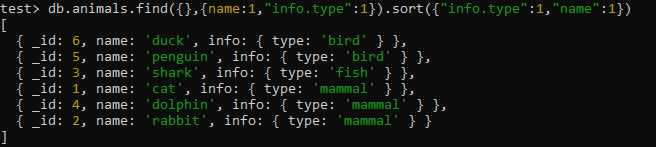 test> db.animals.find({},{name:1,"info.type":1}).sort({"info.type":1,"name":1})
[
  { _id: 6, name: 'duck', info: { type: 'bird' } },
  { _id: 5, name: 'penguin', info: { type: 'bird' } },
  { _id: 3, name: 'shark', info: { type: 'fish' } },
  { _id: 1, name: 'cat', info: { type: 'mammal' } },
  { _id: 4, name: 'dolphin', info: { type: 'mammal' } },
  { _id: 2, name: 'rabbit', info: { type: 'mammal' } }
]